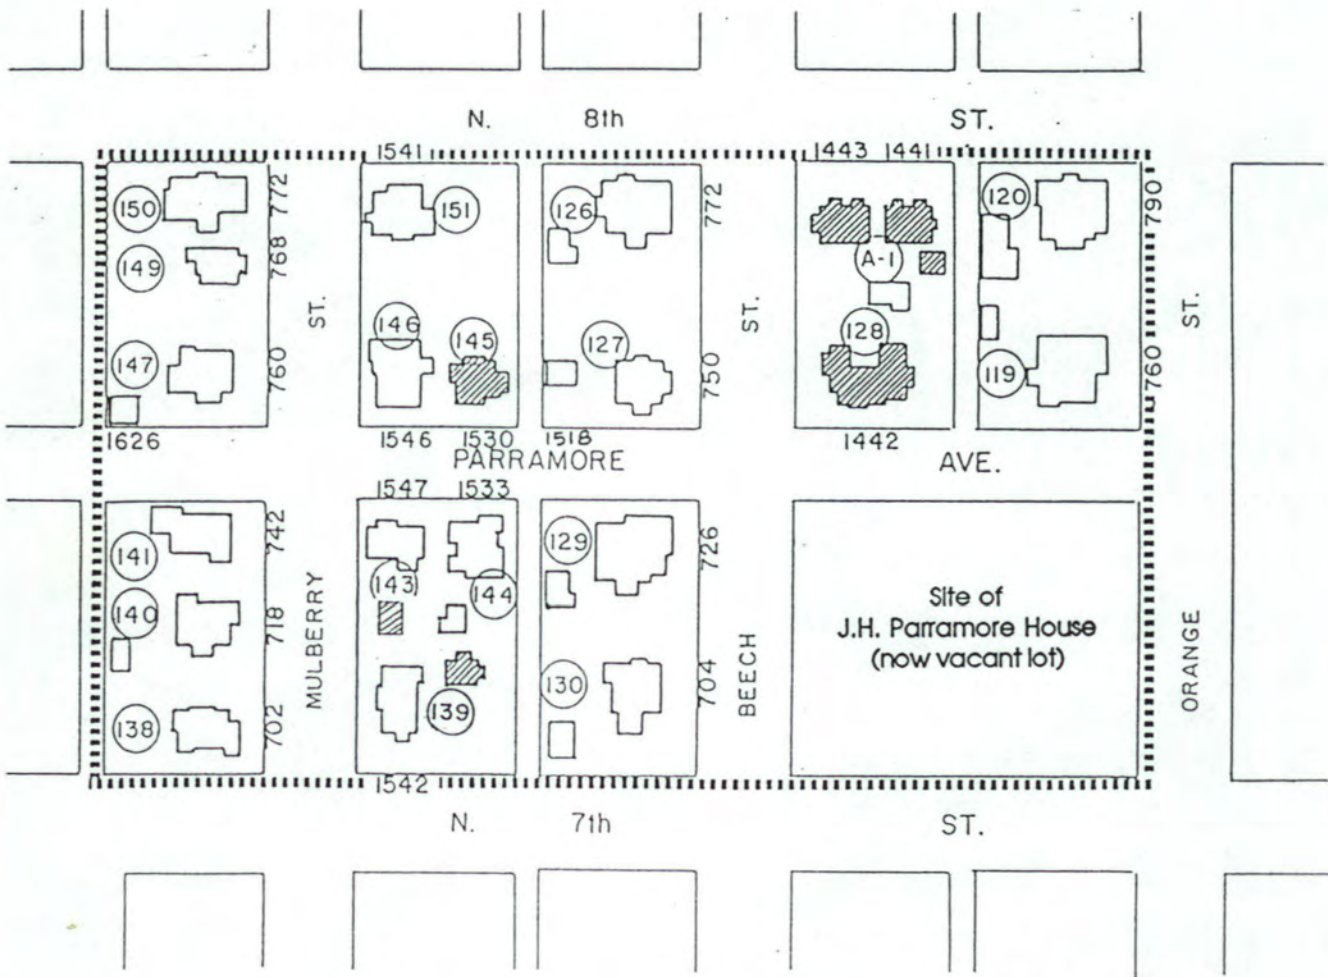 N. 8th ST.
1541 1443 1441
150 772 151 126 772 120 790
149 768 A-1
ST. ST. ST.
146 145 127 128
147 760 750 119 760
1626 1546 1530 1518 1442
PARRAMORE AVE.
1547 1533
141 742 129 726
143 144
140 718
Site of
J.H. Parramore House
(now vacant lot)
MULBERRY BEECH ORANGE
138 702 139 130 704
1542
N. 7th ST.